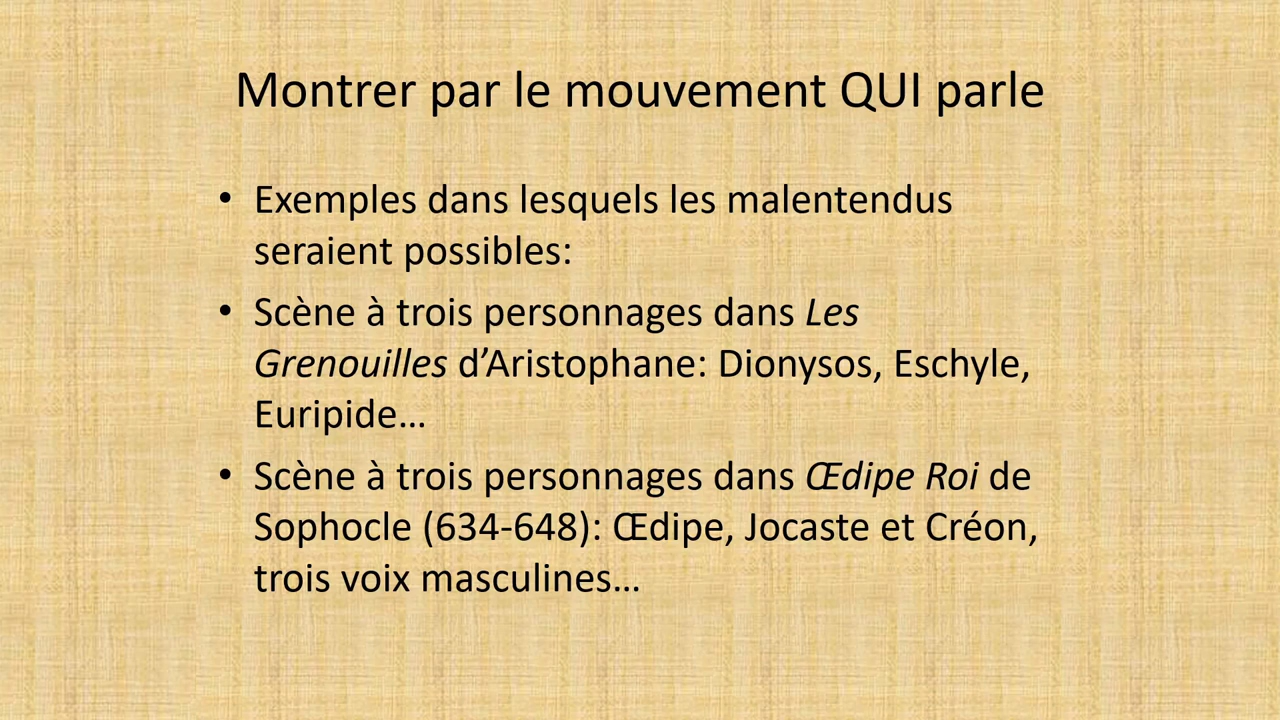 Montrer par le mouvement QUI parle
• Exemples dans lesquels les malentendus
seraient possibles:
• Scène à trois personnages dans Les
Grenouilles d’Aristophane: Dionysos, Eschyle,
Euripide…
• Scène à trois personnages dans Œdipe Roi de
Sophocle (634-648): Œdipe, Jocaste et Créon,
trois voix masculines…